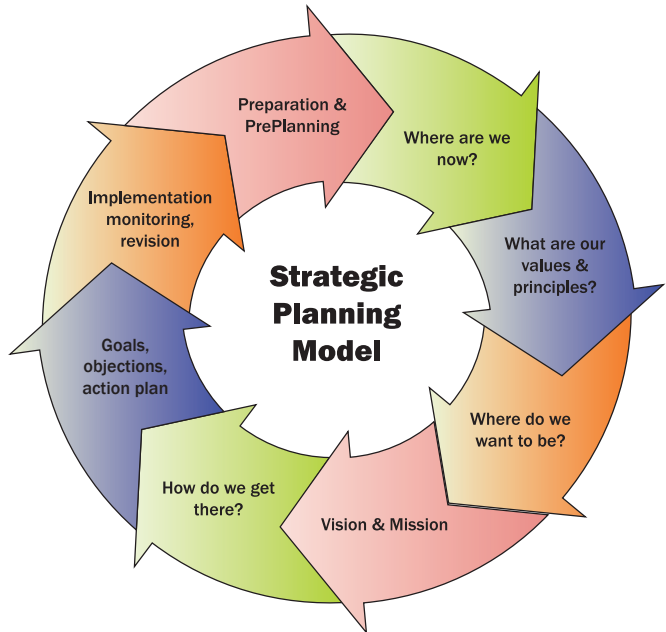 Preparation &
PrePlanning
Where are we
now?
What are our
values &
principles?
Where do we
want to be?
Vision & Mission
How do we get
there?
Goals,
objections,
action plan
Implementation
monitoring,
revision
Strategic
Planning
Model